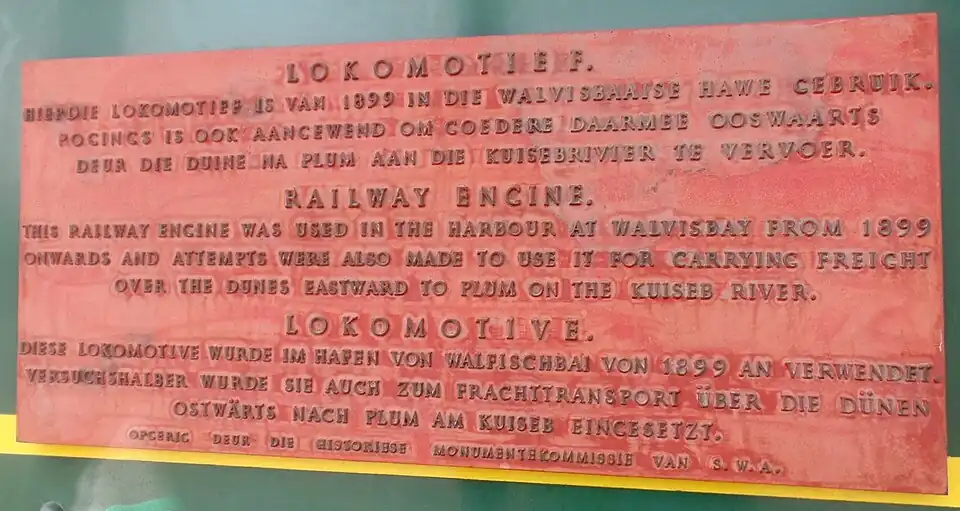 LOKOMOTIEF.
HIERDIE LOKOMOTIEF IS VAN 1899 IN DIE WALVISBAAISE HAWE GEBRUIK.
POGINGS IS OOK AANGEWEND OM GOEDERE DAARMEE OOSWAARTS
DEUR DIE DUINE NA PLUM AAN DIE KUISEBRIVIER TE VERVOER.
RAILWAY ENGINE.
THIS RAILWAY ENGINE WAS USED IN THE HARBOUR AT WALVISBAY FROM 1899
ONWARDS AND ATTEMPTS WERE ALSO MADE TO USE IT FOR CARRYING FREIGHT
OVER THE DUNES EASTWARD TO PLUM ON THE KUISEB RIVER.
LOKOMOTIVE.
DIESE LOKOMOTIVE WURDE IM HAFEN VON WALFISCHBAI VON 1899 AN VERWENDET.
VERSUCHSHALBER WURDE SIE AUCH ZUM FRACHTTRANSPORT ÜBER DIE DÜNEN
OSTWÄRTS NACH PLUM AM KUISEB EINGESETZT.
OPGERIG DEUR DIE HISTORIESE MONUMENTEKOMMISSIE VAN S.W.A.